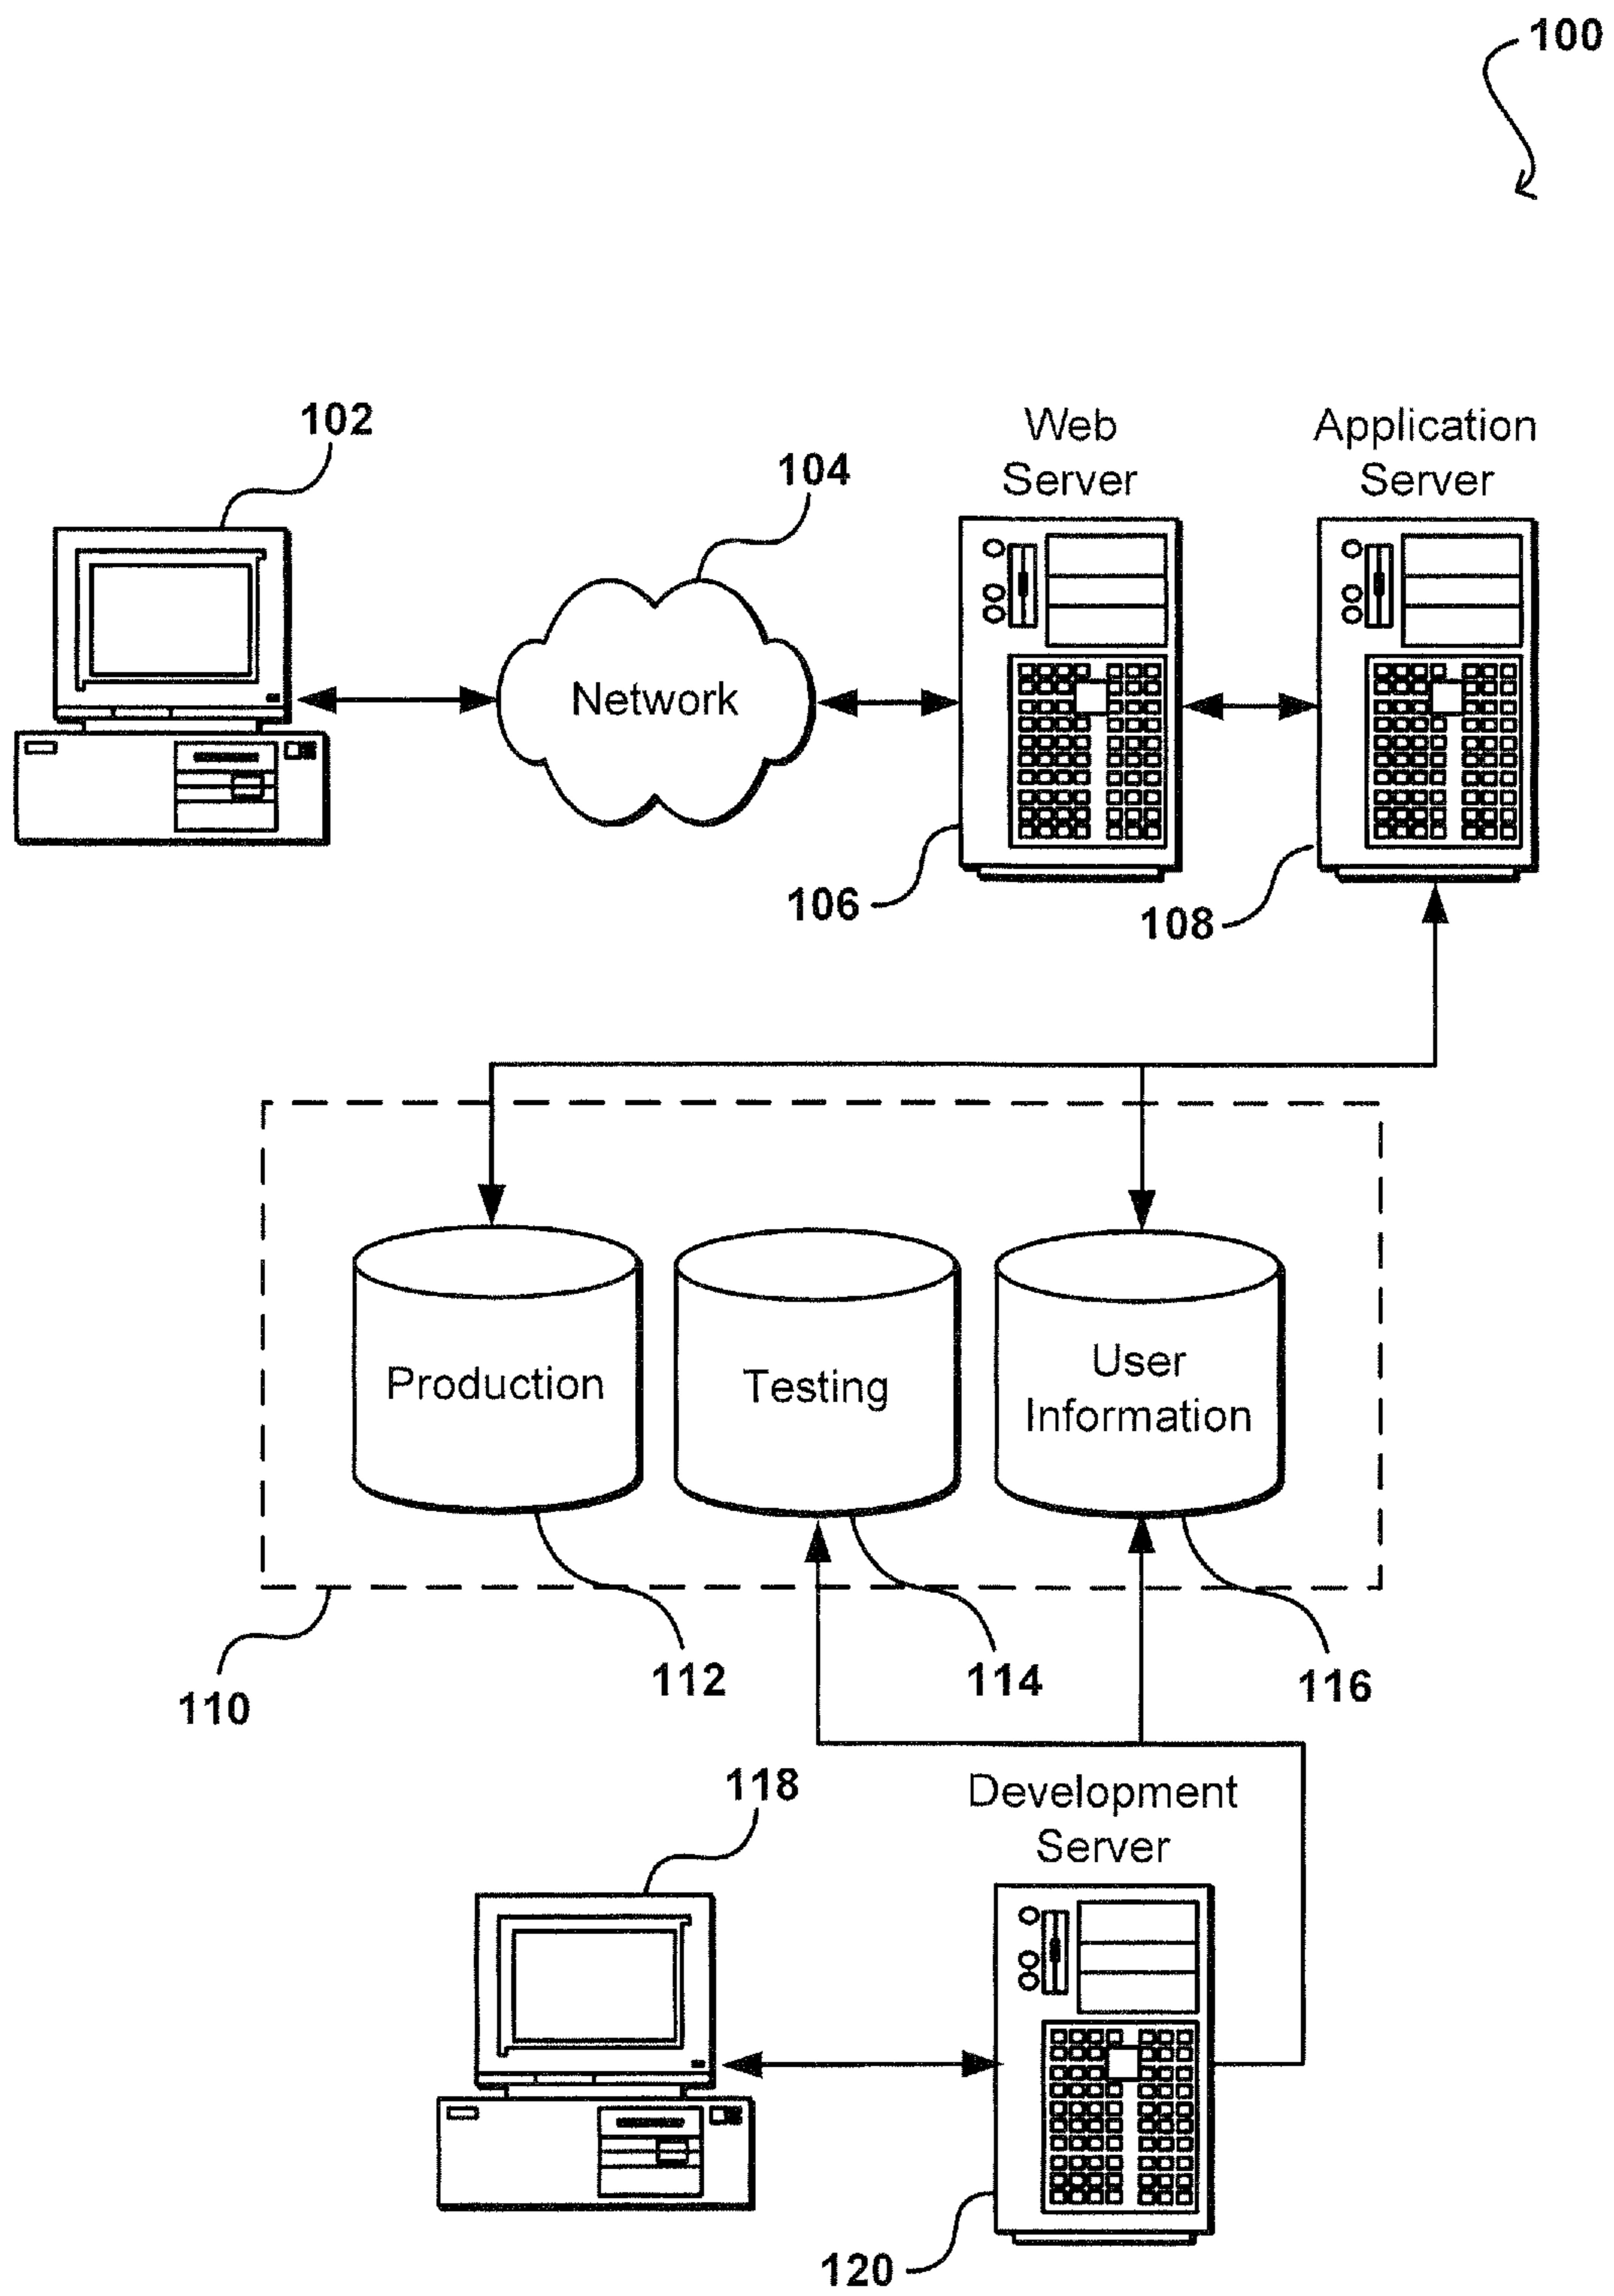 100
102
104
Web
Server
Application
Server
Network
106
108
Production
Testing
User
Information
112
114
116
110
118
Development
Server
120